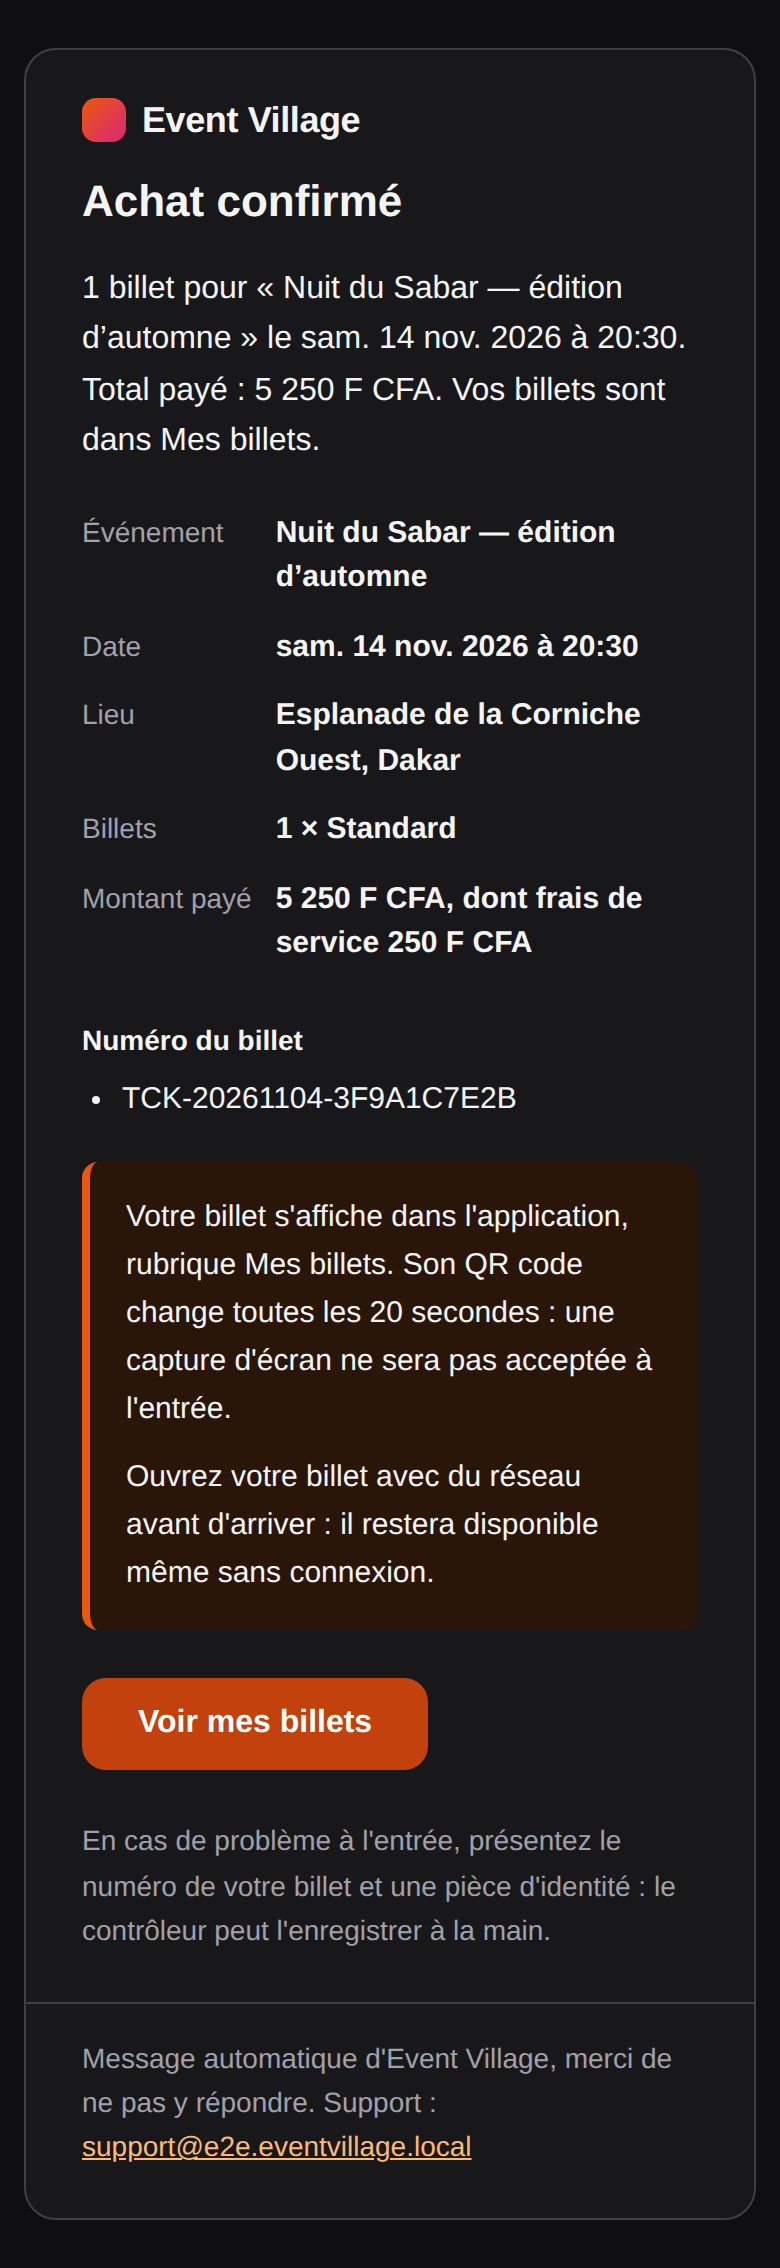 Event Village
Achat confirmé
1 billet pour « Nuit du Sabar — édition
d’automne » le sam. 14 nov. 2026 à 20:30.
Total payé : 5 250 F CFA. Vos billets sont
dans Mes billets.
Événement Nuit du Sabar — édition
d’automne
Date sam. 14 nov. 2026 à 20:30
Lieu Esplanade de la Corniche
Ouest, Dakar
Billets 1 × Standard
Montant payé 5 250 F CFA, dont frais de
service 250 F CFA
Numéro du billet
• TCK-20261104-3F9A1C7E2B
Votre billet s'affiche dans l'application,
rubrique Mes billets. Son QR code
change toutes les 20 secondes : une
capture d'écran ne sera pas acceptée à
l'entrée.
Ouvrez votre billet avec du réseau
avant d'arriver : il restera disponible
même sans connexion.
Voir mes billets
En cas de problème à l'entrée, présentez le
numéro de votre billet et une pièce d'identité : le
contrôleur peut l'enregistrer à la main.
Message automatique d'Event Village, merci de
ne pas y répondre. Support :
support@e2e.eventvillage.local